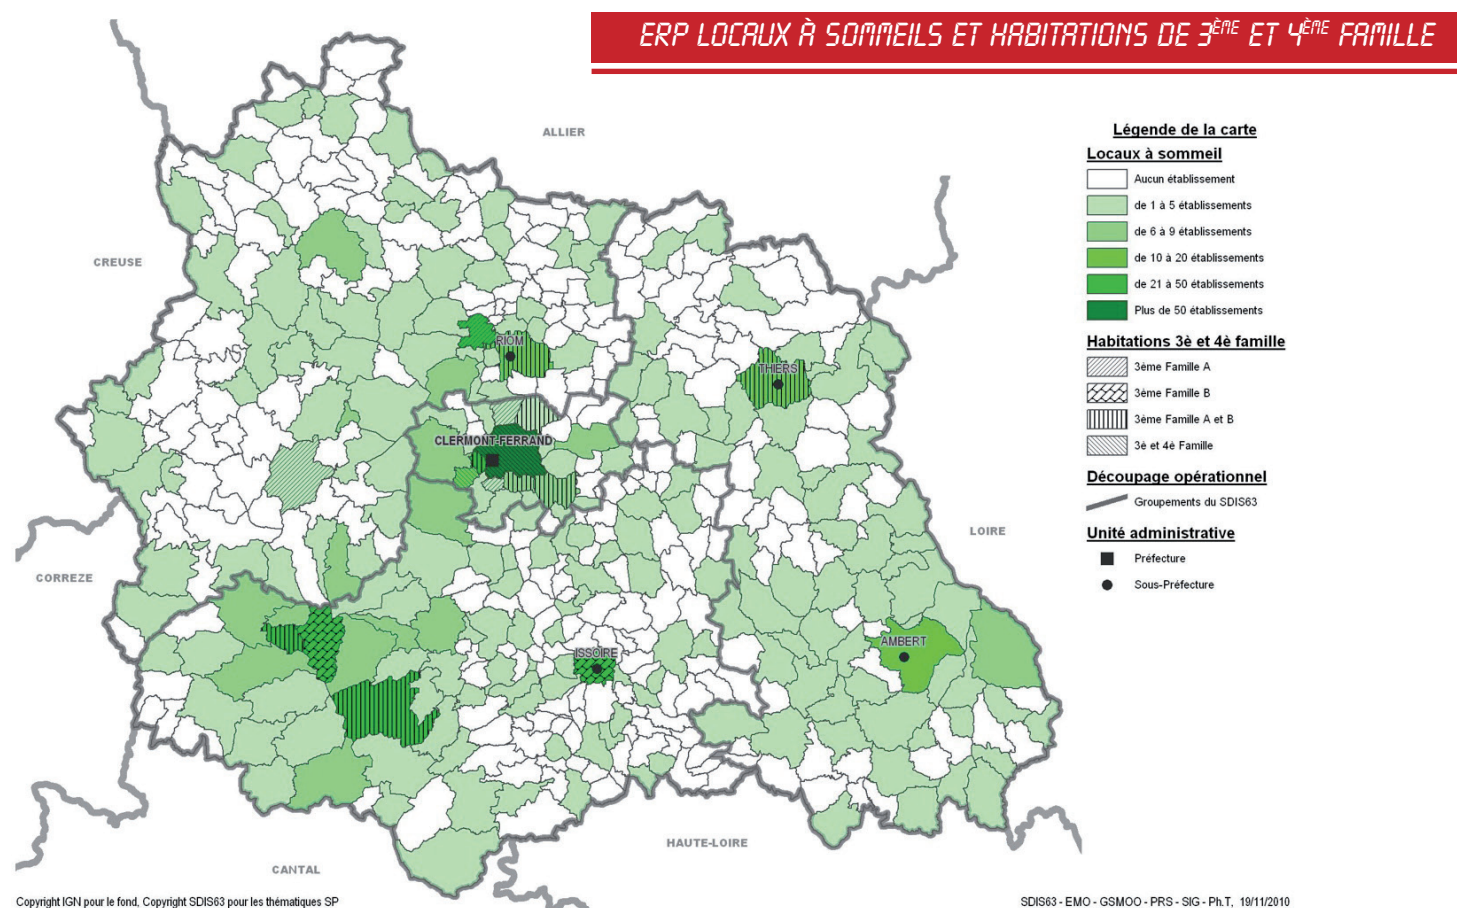 ERP LOCAUX À SOMMEILS ET HABITATIONS DE 3ÈME ET 4ÈME FAMILLE
ALLIER
CREUSE
CORREZE
CANTAL
HAUTE-LOIRE
LOIRE
RIOM
THIERS
CLERMONT-FERRAND
ISSOIRE
AMBERT
Légende de la carte
Locaux à sommeil
Aucun établissement
de 1 à 5 établissements
de 6 à 9 établissements
de 10 à 20 établissements
de 21 à 50 établissements
Plus de 50 établissements
Habitations 3è et 4è famille
3ème Famille A
3ème Famille B
3ème Famille A et B
3è et 4è Famille
Découpage opérationnel
Groupements du SDIS63
Unité administrative
Préfecture
Sous-Préfecture
Copyright IGN pour le fond, Copyright SDIS63 pour les thématiques SP
SDIS63 - EMO - GSMOO - PRS - SIG - Ph.T, 19/11/2010